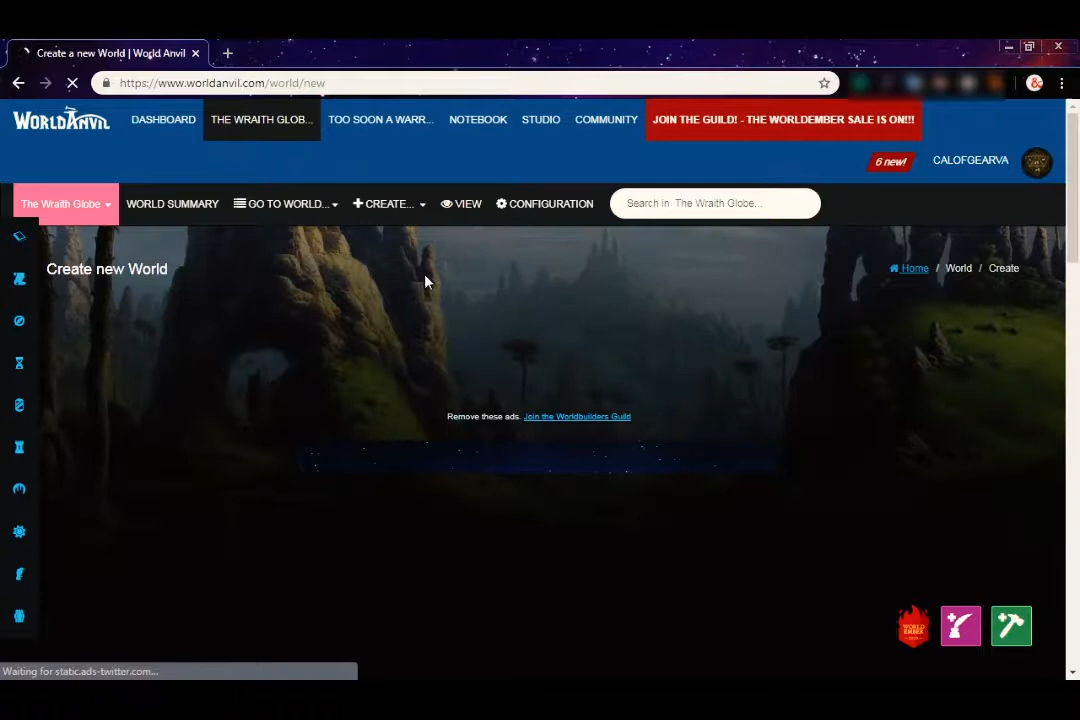 Create a new World | World Anvil
https://www.worldanvil.com/world/new
WORLDANVIL DASHBOARD THE WRAITH GLOB... TOO SOON A WARR... NOTEBOOK STUDIO COMMUNITY JOIN THE GUILD! - THE WORLDEMBER SALE IS ON!!!
6 new! CALOFGEARVA
The Wraith Globe WORLD SUMMARY GO TO WORLD... CREATE... VIEW CONFIGURATION Search in The Wraith Globe...
Create new World Home / World / Create
Remove these ads. Join the Worldbuilders Guild
WORLD
EMBER
Waiting for static.ads-twitter.com...